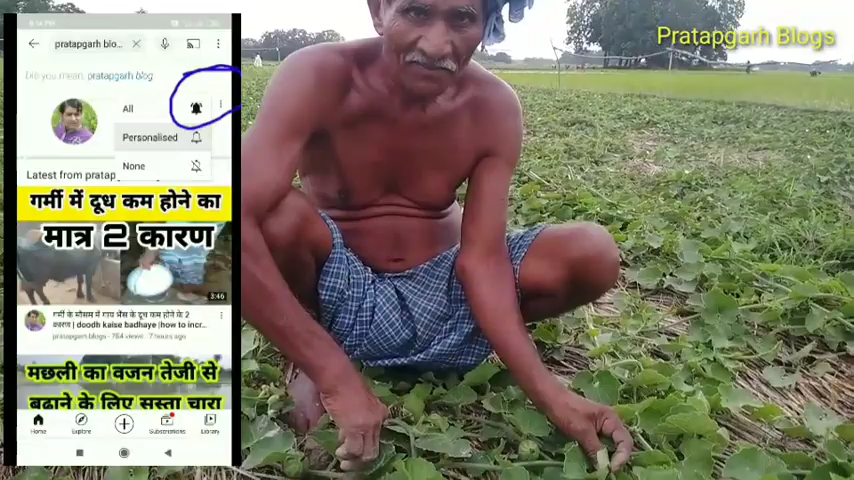 Pratapgarh Blogs
pratapgarh blo...
Did you mean, pratapgarh blog
All
Personalised
None
Latest from pratap
गर्मी में दूध कम होने का
मात्र 2 कारण
3:46
गर्मी के मौसम में गाय भैंस के दूध कम होने के 2
कारण | doodh kaise badhaye |how to incr...
pratapgarh blogs · 784 views · 7 hours ago
मछली का वजन तेजी से
बढ़ाने के लिए सस्ता चारा
Home
Explore
Subscriptions
Library